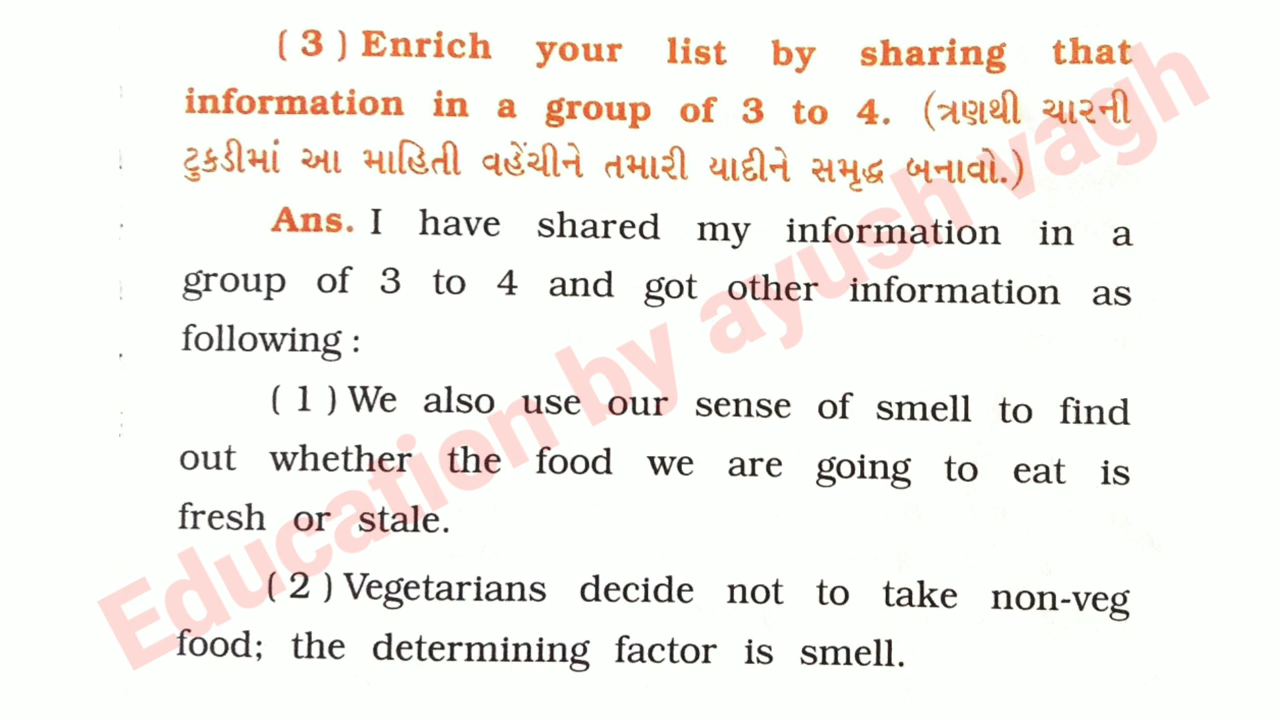 ( 3 ) Enrich your list by sharing that
information in a group of 3 to 4. (ત્રણથી ચારની
ટુકડીમાં આ માહિતી વહેંચીને તમારી યાદીને સમૃદ્ધ બનાવો.)
Ans. I have shared my information in a
group of 3 to 4 and got other information as
following :
( 1 ) We also use our sense of smell to find
out whether the food we are going to eat is
fresh or stale.
( 2 ) Vegetarians decide not to take non-veg
food; the determining factor is smell.
Education by ayush vagh